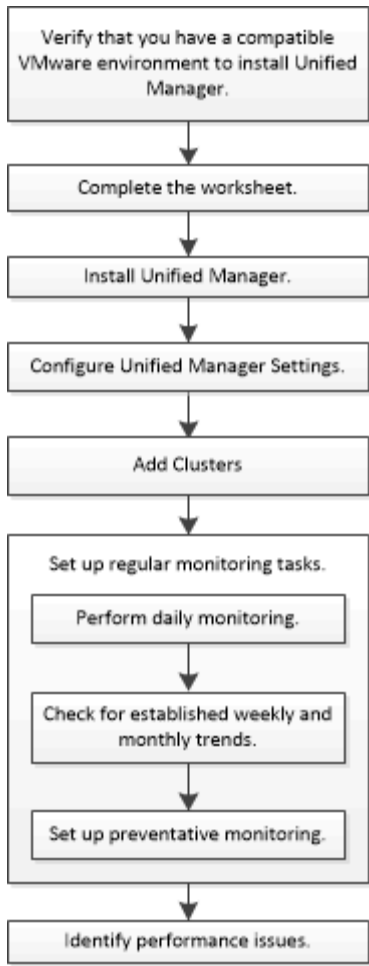 Verify that you have a compatible
VMware environment to install Unified
Manager.
Complete the worksheet.
Install Unified Manager.
Configure Unified Manager Settings.
Add Clusters
Set up regular monitoring tasks.
Perform daily monitoring.
Check for established weekly and
monthly trends.
Set up preventative monitoring.
Identify performance issues.